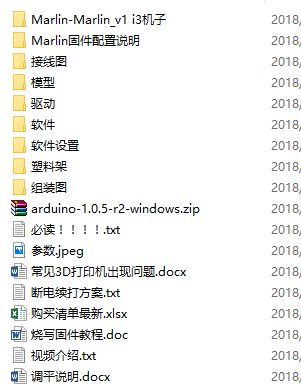 Marlin-Marlin_v1 i3机子 2018/
Marlin固件配置说明 2018/
接线图 2018/
模型 2018/
驱动 2018/
软件 2018/
软件设置 2018/
塑料架 2018/
组装图 2018/
arduino-1.0.5-r2-windows.zip 2018/
必读！！！！.txt 2018/
参数.jpeg 2018/
常见3D打印机出现问题.docx 2018/
断电续打方案.txt 2018/
购买清单最新.xlsx 2018/
烧写固件教程.doc 2018/
视频介绍.txt 2018/
调平说明.docx 2018/